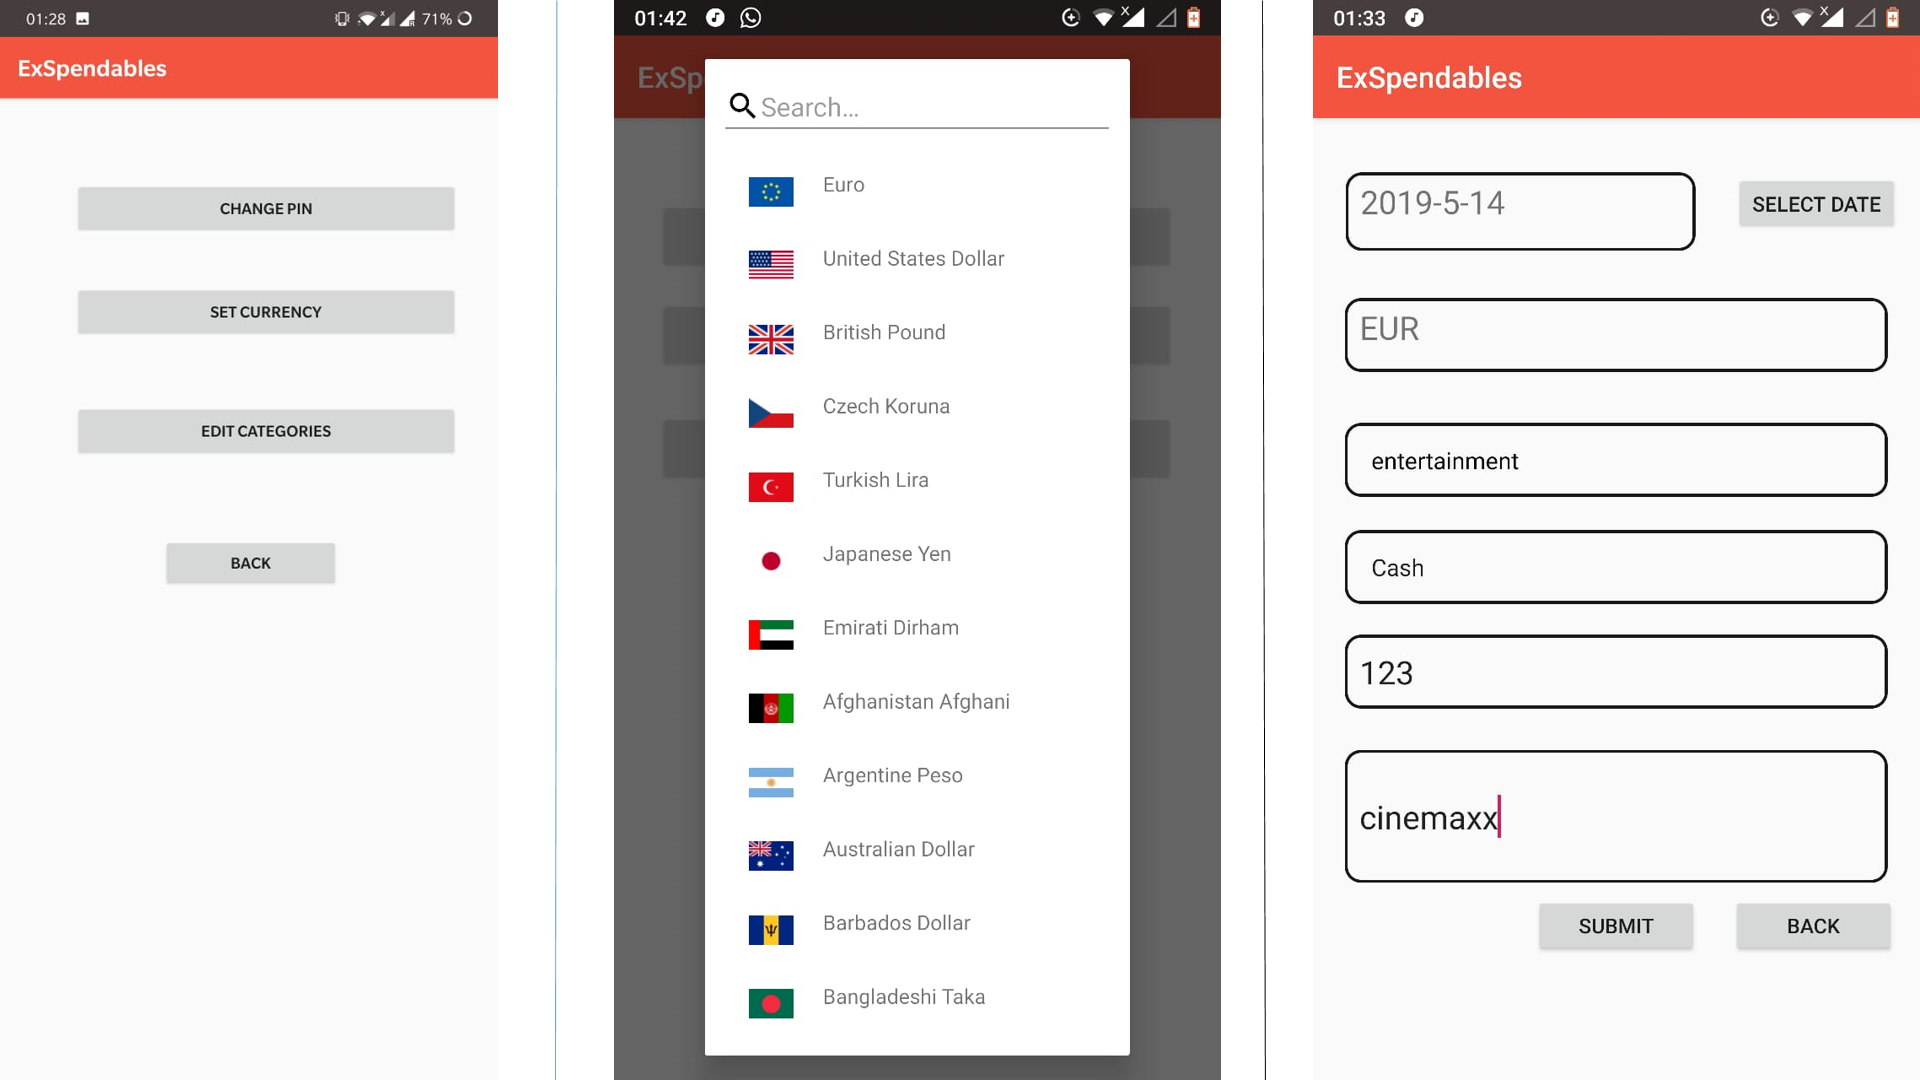 01:28
71%
ExSpendables
CHANGE PIN
SET CURRENCY
EDIT CATEGORIES
BACK
01:42
ExSp
Search...
Euro
United States Dollar
British Pound
Czech Koruna
Turkish Lira
Japanese Yen
Emirati Dirham
Afghanistan Afghani
Argentine Peso
Australian Dollar
Barbados Dollar
Bangladeshi Taka
01:33
ExSpendables
2019-5-14
SELECT DATE
EUR
entertainment
Cash
123
cinemaxx
SUBMIT
BACK